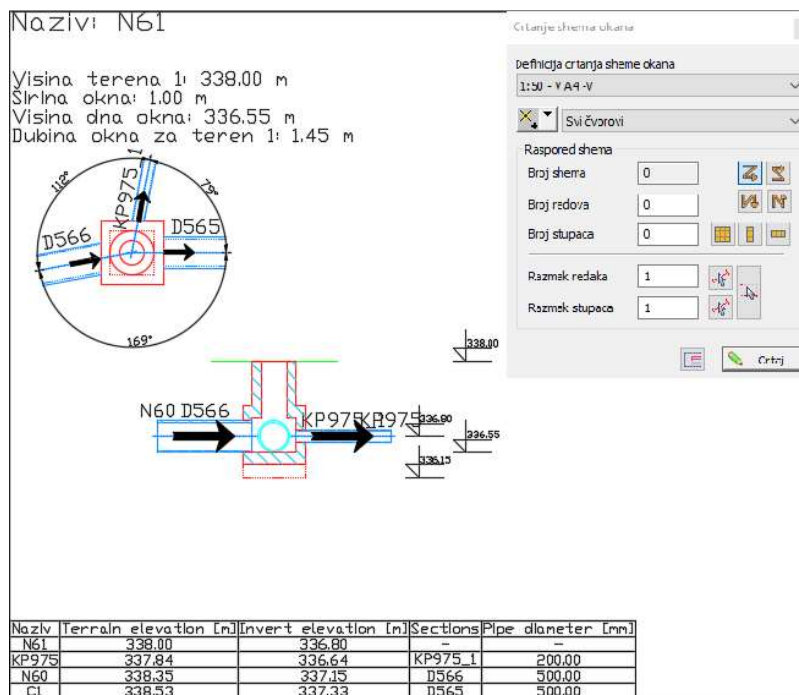 Naziv: N61
Visina terena 1: 338.00 m
Širina okna: 1.00 m
Visina dna okna: 336.55 m
Dubina okna za teren 1: 1.45 m
112°
KP975_1
79°
D566
D565
169°
338.00
N60 D566
KP975_1
KP975
336.80
336.55
336.15
Crtanje shema okana
Definicija crtanja sheme okana
1:50 - V A4 -V
Svi čvorovi
Raspored shema
Broj shema 0
Broj redova 0
Broj stupaca 0
Razmak redaka 1
Razmak stupaca 1
Crtaj
Naziv Terrain elevation [m] Invert elevation [m] Sections Pipe diameter [mm]
N61 338.00 336.80 - -
KP975 337.84 336.64 KP975_1 200.00
N60 338.35 337.15 D566 500.00
C1 338.53 337.33 D565 500.00